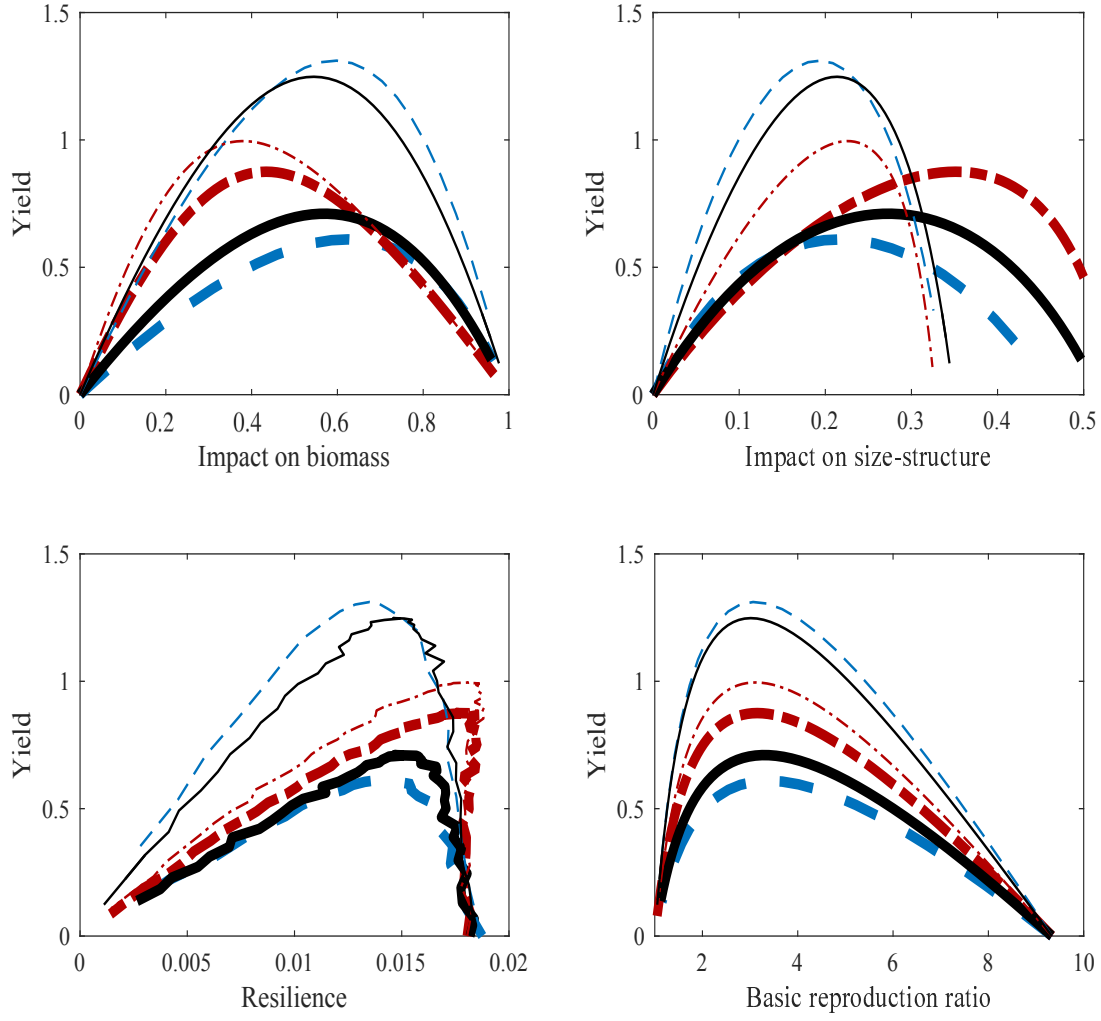 1.5
1
0.5
0
Yield
0 0.2 0.4 0.6 0.8 1
Impact on biomass
1.5
1
0.5
0
Yield
0 0.1 0.2 0.3 0.4 0.5
Impact on size-structure
1.5
1
0.5
0
Yield
0 0.005 0.01 0.015 0.02
Resilience
1.5
1
0.5
0
Yield
2 4 6 8 10
Basic reproduction ratio